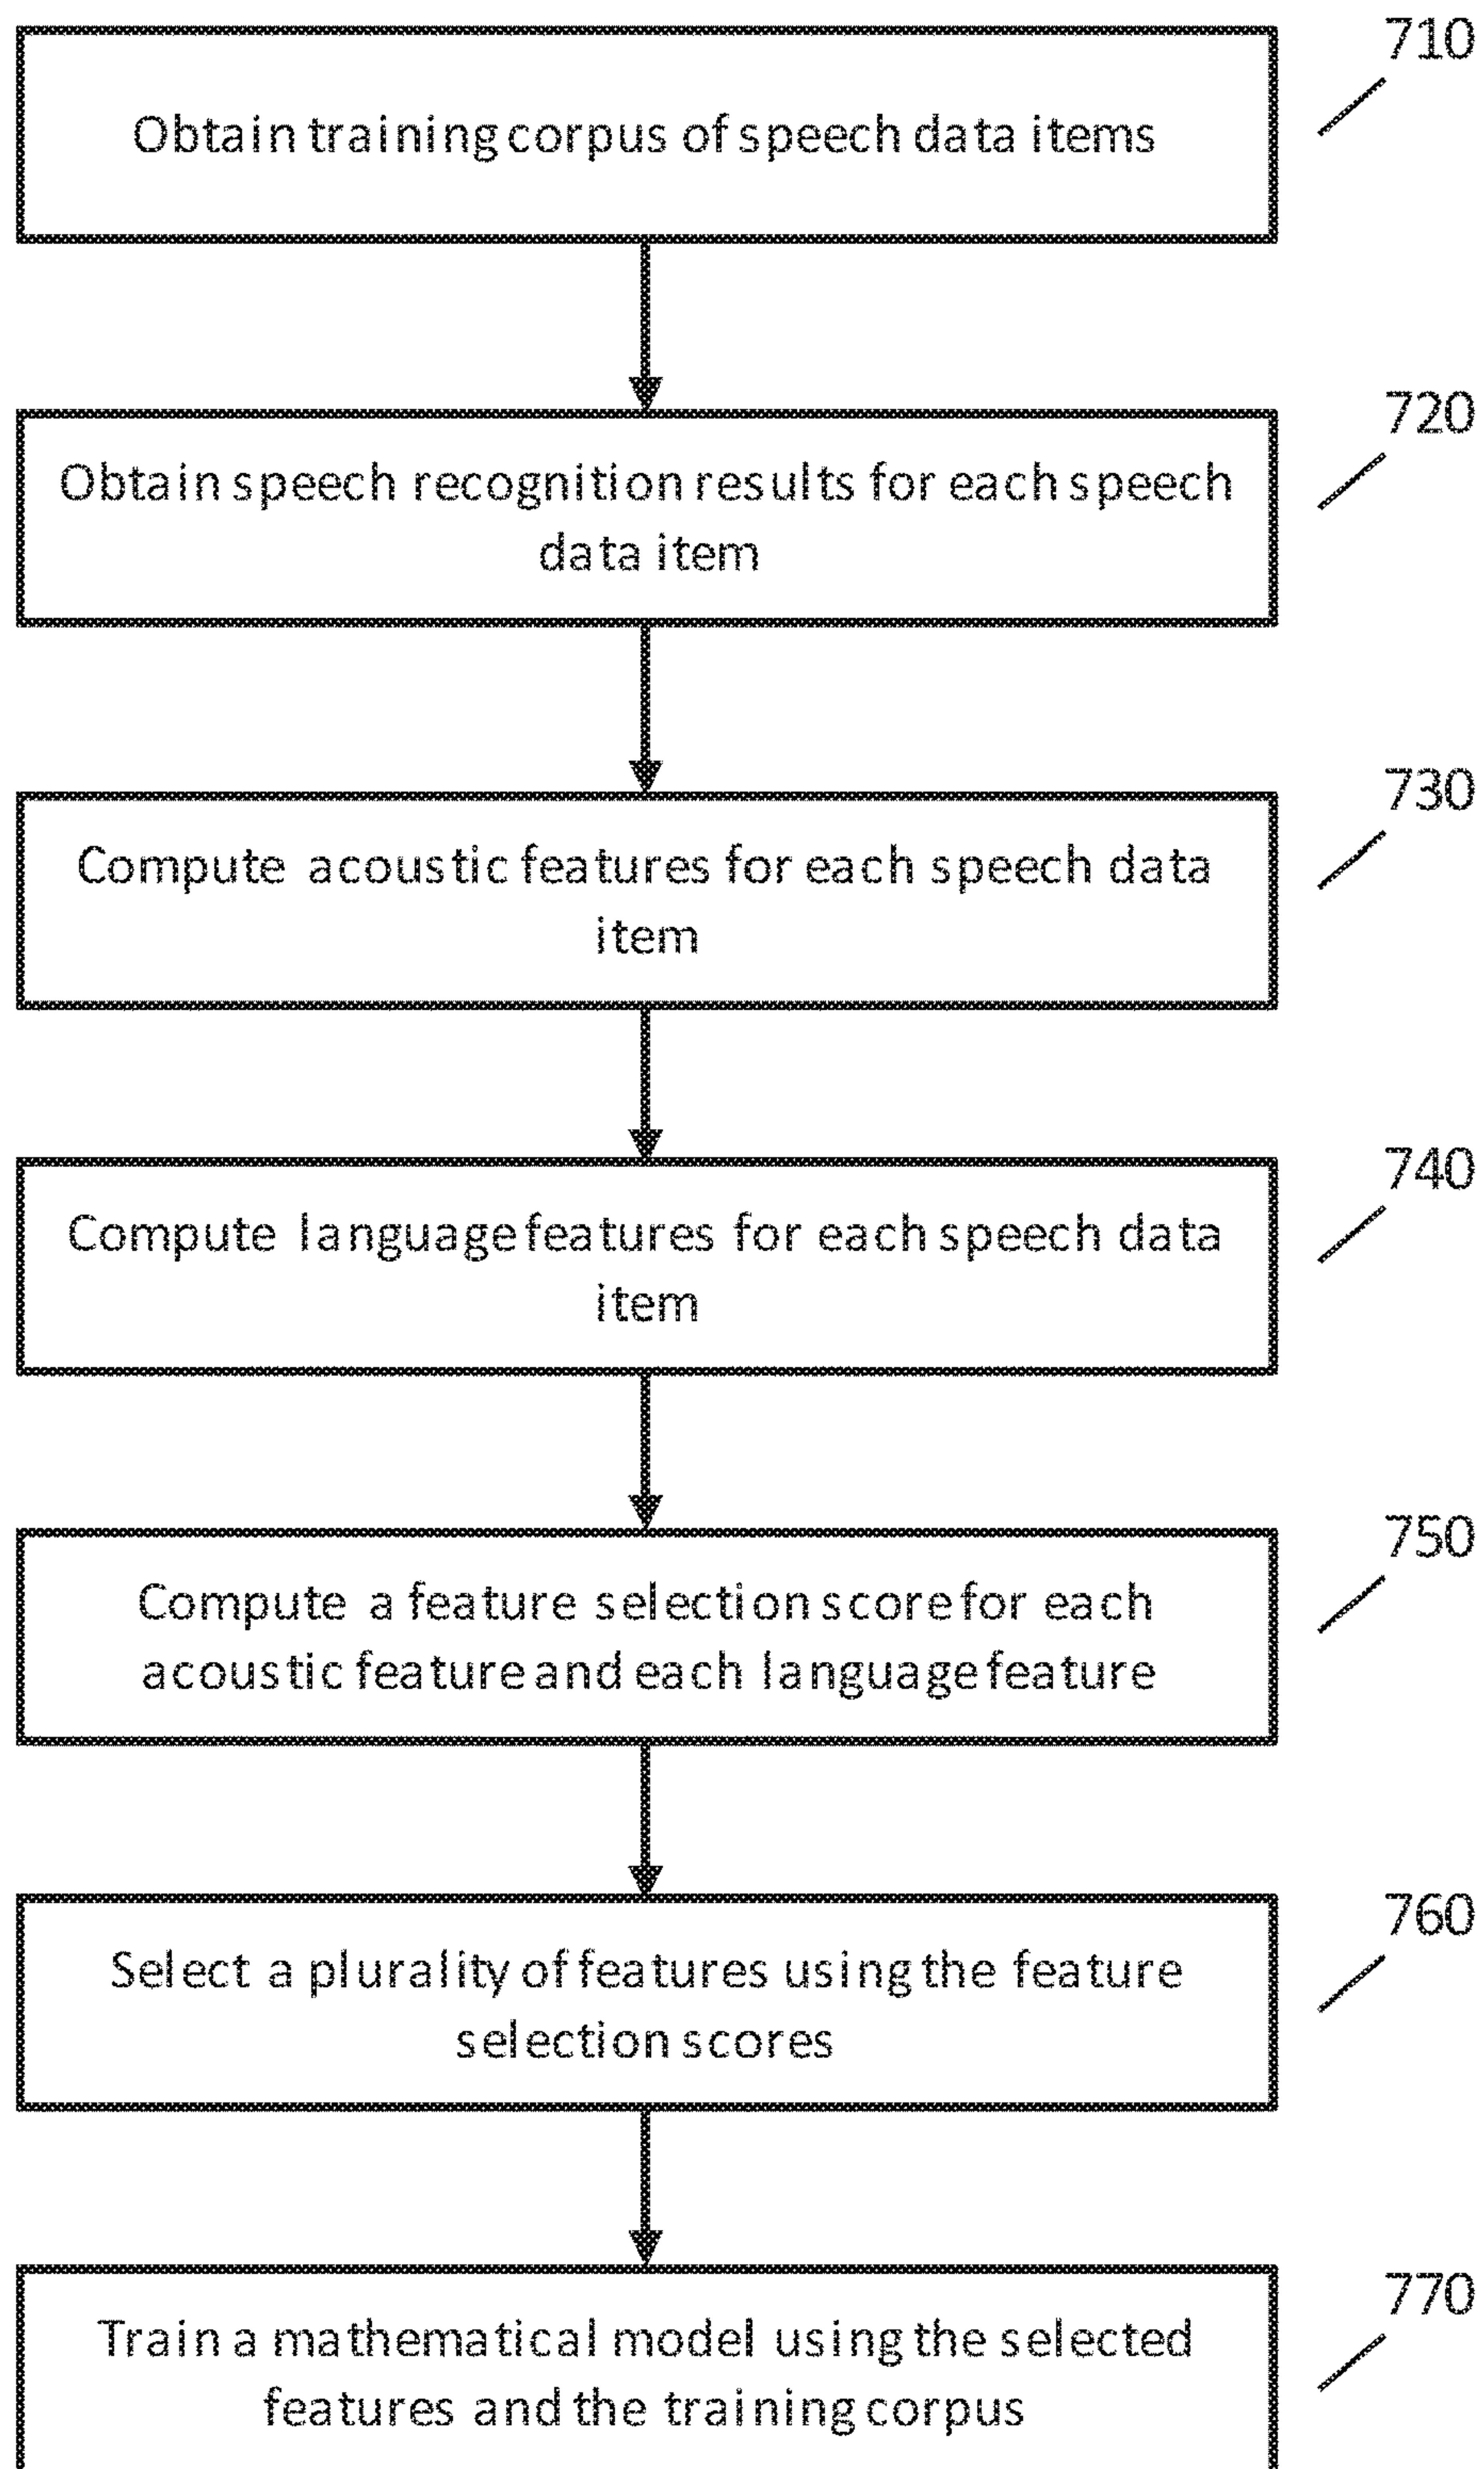 710
Obtain training corpus of speech data items
720
Obtain speech recognition results for each speech
data item
730
Compute acoustic features for each speech data
item
740
Compute language features for each speech data
item
750
Compute a feature selection score for each
acoustic feature and each language feature
760
Select a plurality of features using the feature
selection scores
770
Train a mathematical model using the selected
features and the training corpus